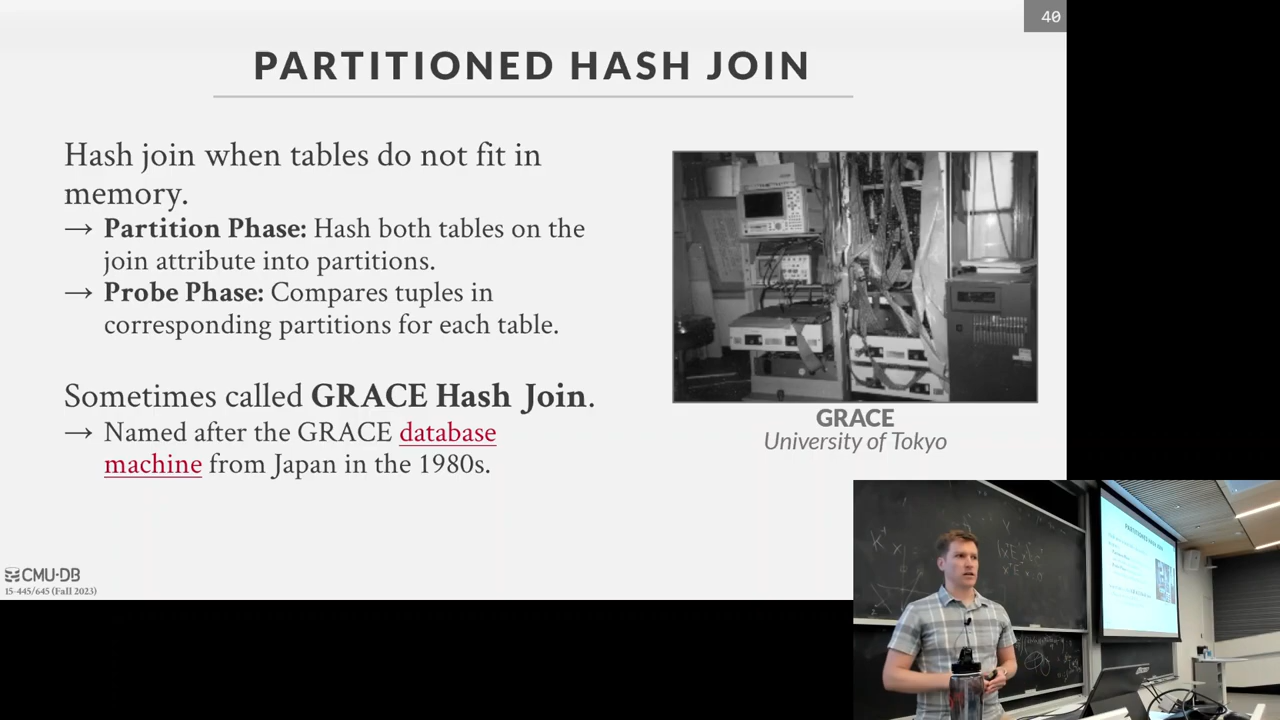 40
PARTITIONED HASH JOIN
Hash join when tables do not fit in
memory.
→ Partition Phase: Hash both tables on the
join attribute into partitions.
→ Probe Phase: Compares tuples in
corresponding partitions for each table.
Sometimes called GRACE Hash Join.
→ Named after the GRACE database
machine from Japan in the 1980s.
GRACE
University of Tokyo
CMU·DB
15-445/645 (Fall 2023)
PARTITIONED HASH JOIN